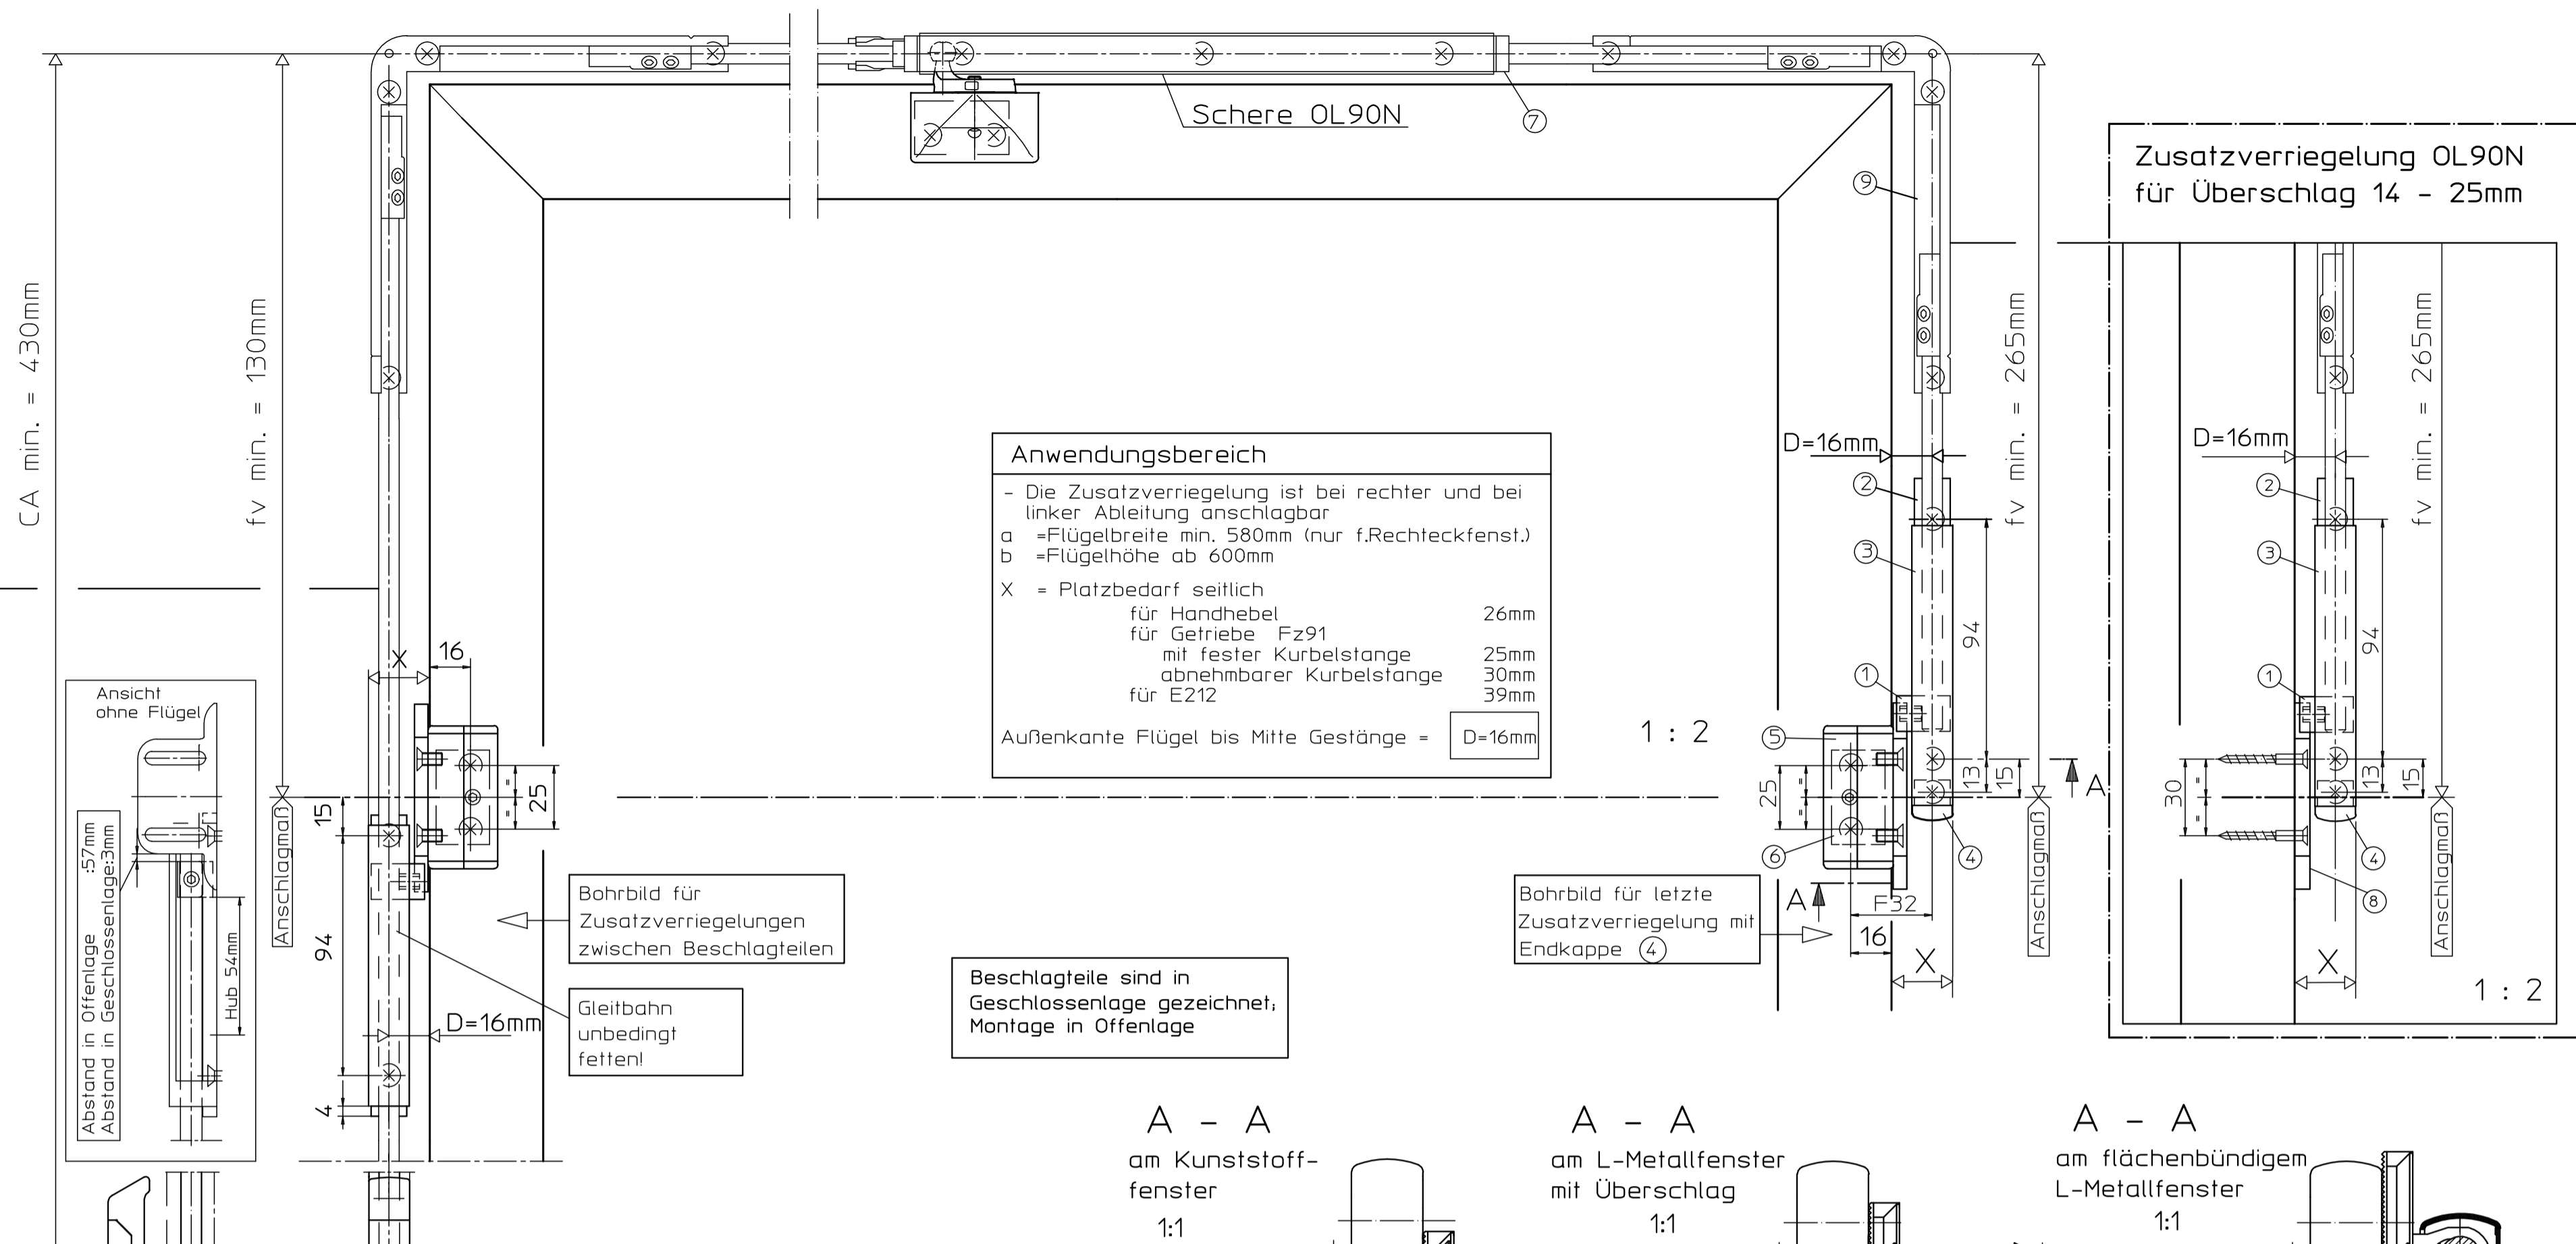 Schere OL90N
7
9
CA min. = 430mm
fv min. = 130mm
fv min. = 265mm
Zusatzverriegelung OL90N
für Überschlag 14 - 25mm
fv min. = 265mm
Anwendungsbereich
- Die Zusatzverriegelung ist bei rechter und bei
linker Ableitung anschlagbar
a =Flügelbreite min. 580mm (nur f.Rechteckfenst.)
b =Flügelhöhe ab 600mm
X = Platzbedarf seitlich
für Handhebel 26mm
für Getriebe Fz91
mit fester Kurbelstange 25mm
abnehmbarer Kurbelstange 30mm
für E212 39mm
Außenkante Flügel bis Mitte Gestänge = D=16mm
1 : 2
D=16mm
2
3
94
1
5
25
=
=
13
15
A
6
4
A
F32
16
X
Anschlagmaß
D=16mm
2
3
94
1
30
=
=
13
15
4
8
X
Anschlagmaß
1 : 2
Ansicht
ohne Flügel
Abstand in Offenlage :57mm
Abstand in Geschlossenlage:3mm
Hub 54mm
Anschlagmaß
X
16
15
=
=
25
94
D=16mm
4
Bohrbild für
Zusatzverriegelungen
zwischen Beschlagteilen
Gleitbahn
unbedingt
fetten!
Beschlagteile sind in
Geschlossenlage gezeichnet;
Montage in Offenlage
Bohrbild für letzte
Zusatzverriegelung mit
Endkappe 4
A - A
am Kunststoff-
fenster
1:1
A - A
am L-Metallfenster
mit Überschlag
1:1
A - A
am flächenbündigem
L-Metallfenster
1:1